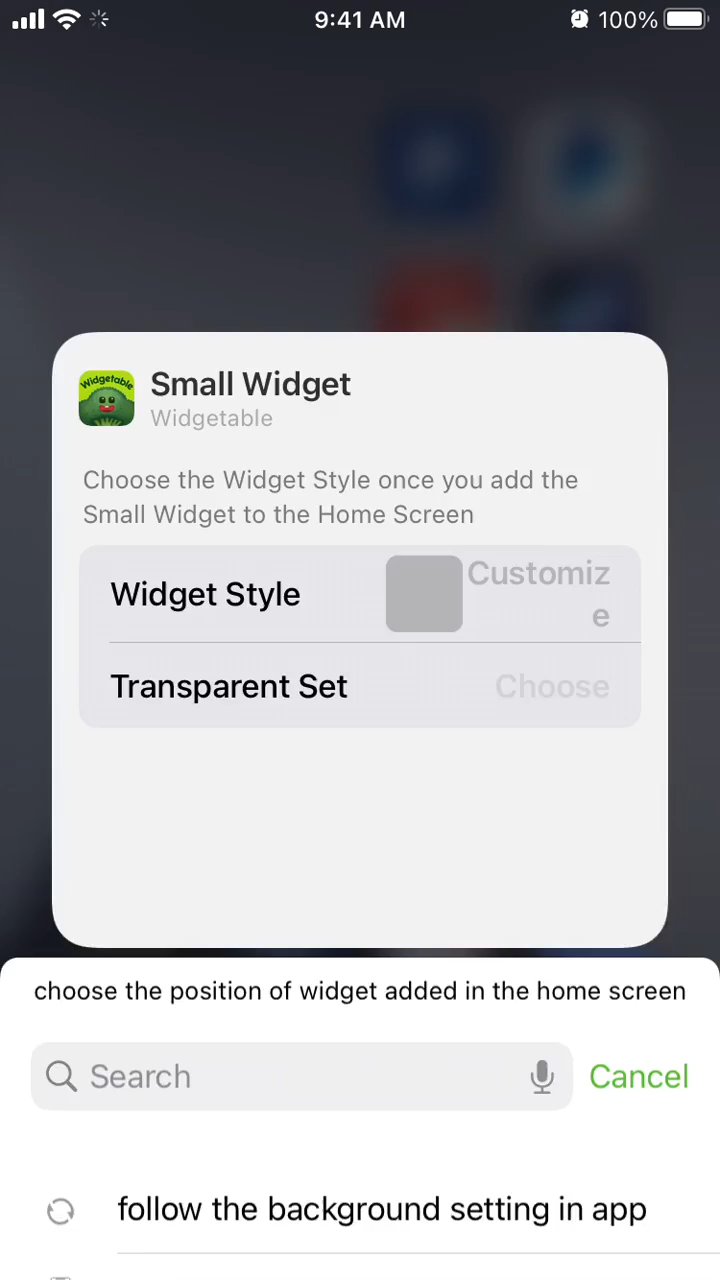 9:41 AM
100%
Widgetable
Small Widget
Widgetable
Choose the Widget Style once you add the
Small Widget to the Home Screen
Widget Style
Customiz
e
Transparent Set
Choose
choose the position of widget added in the home screen
Search
Cancel
follow the background setting in app